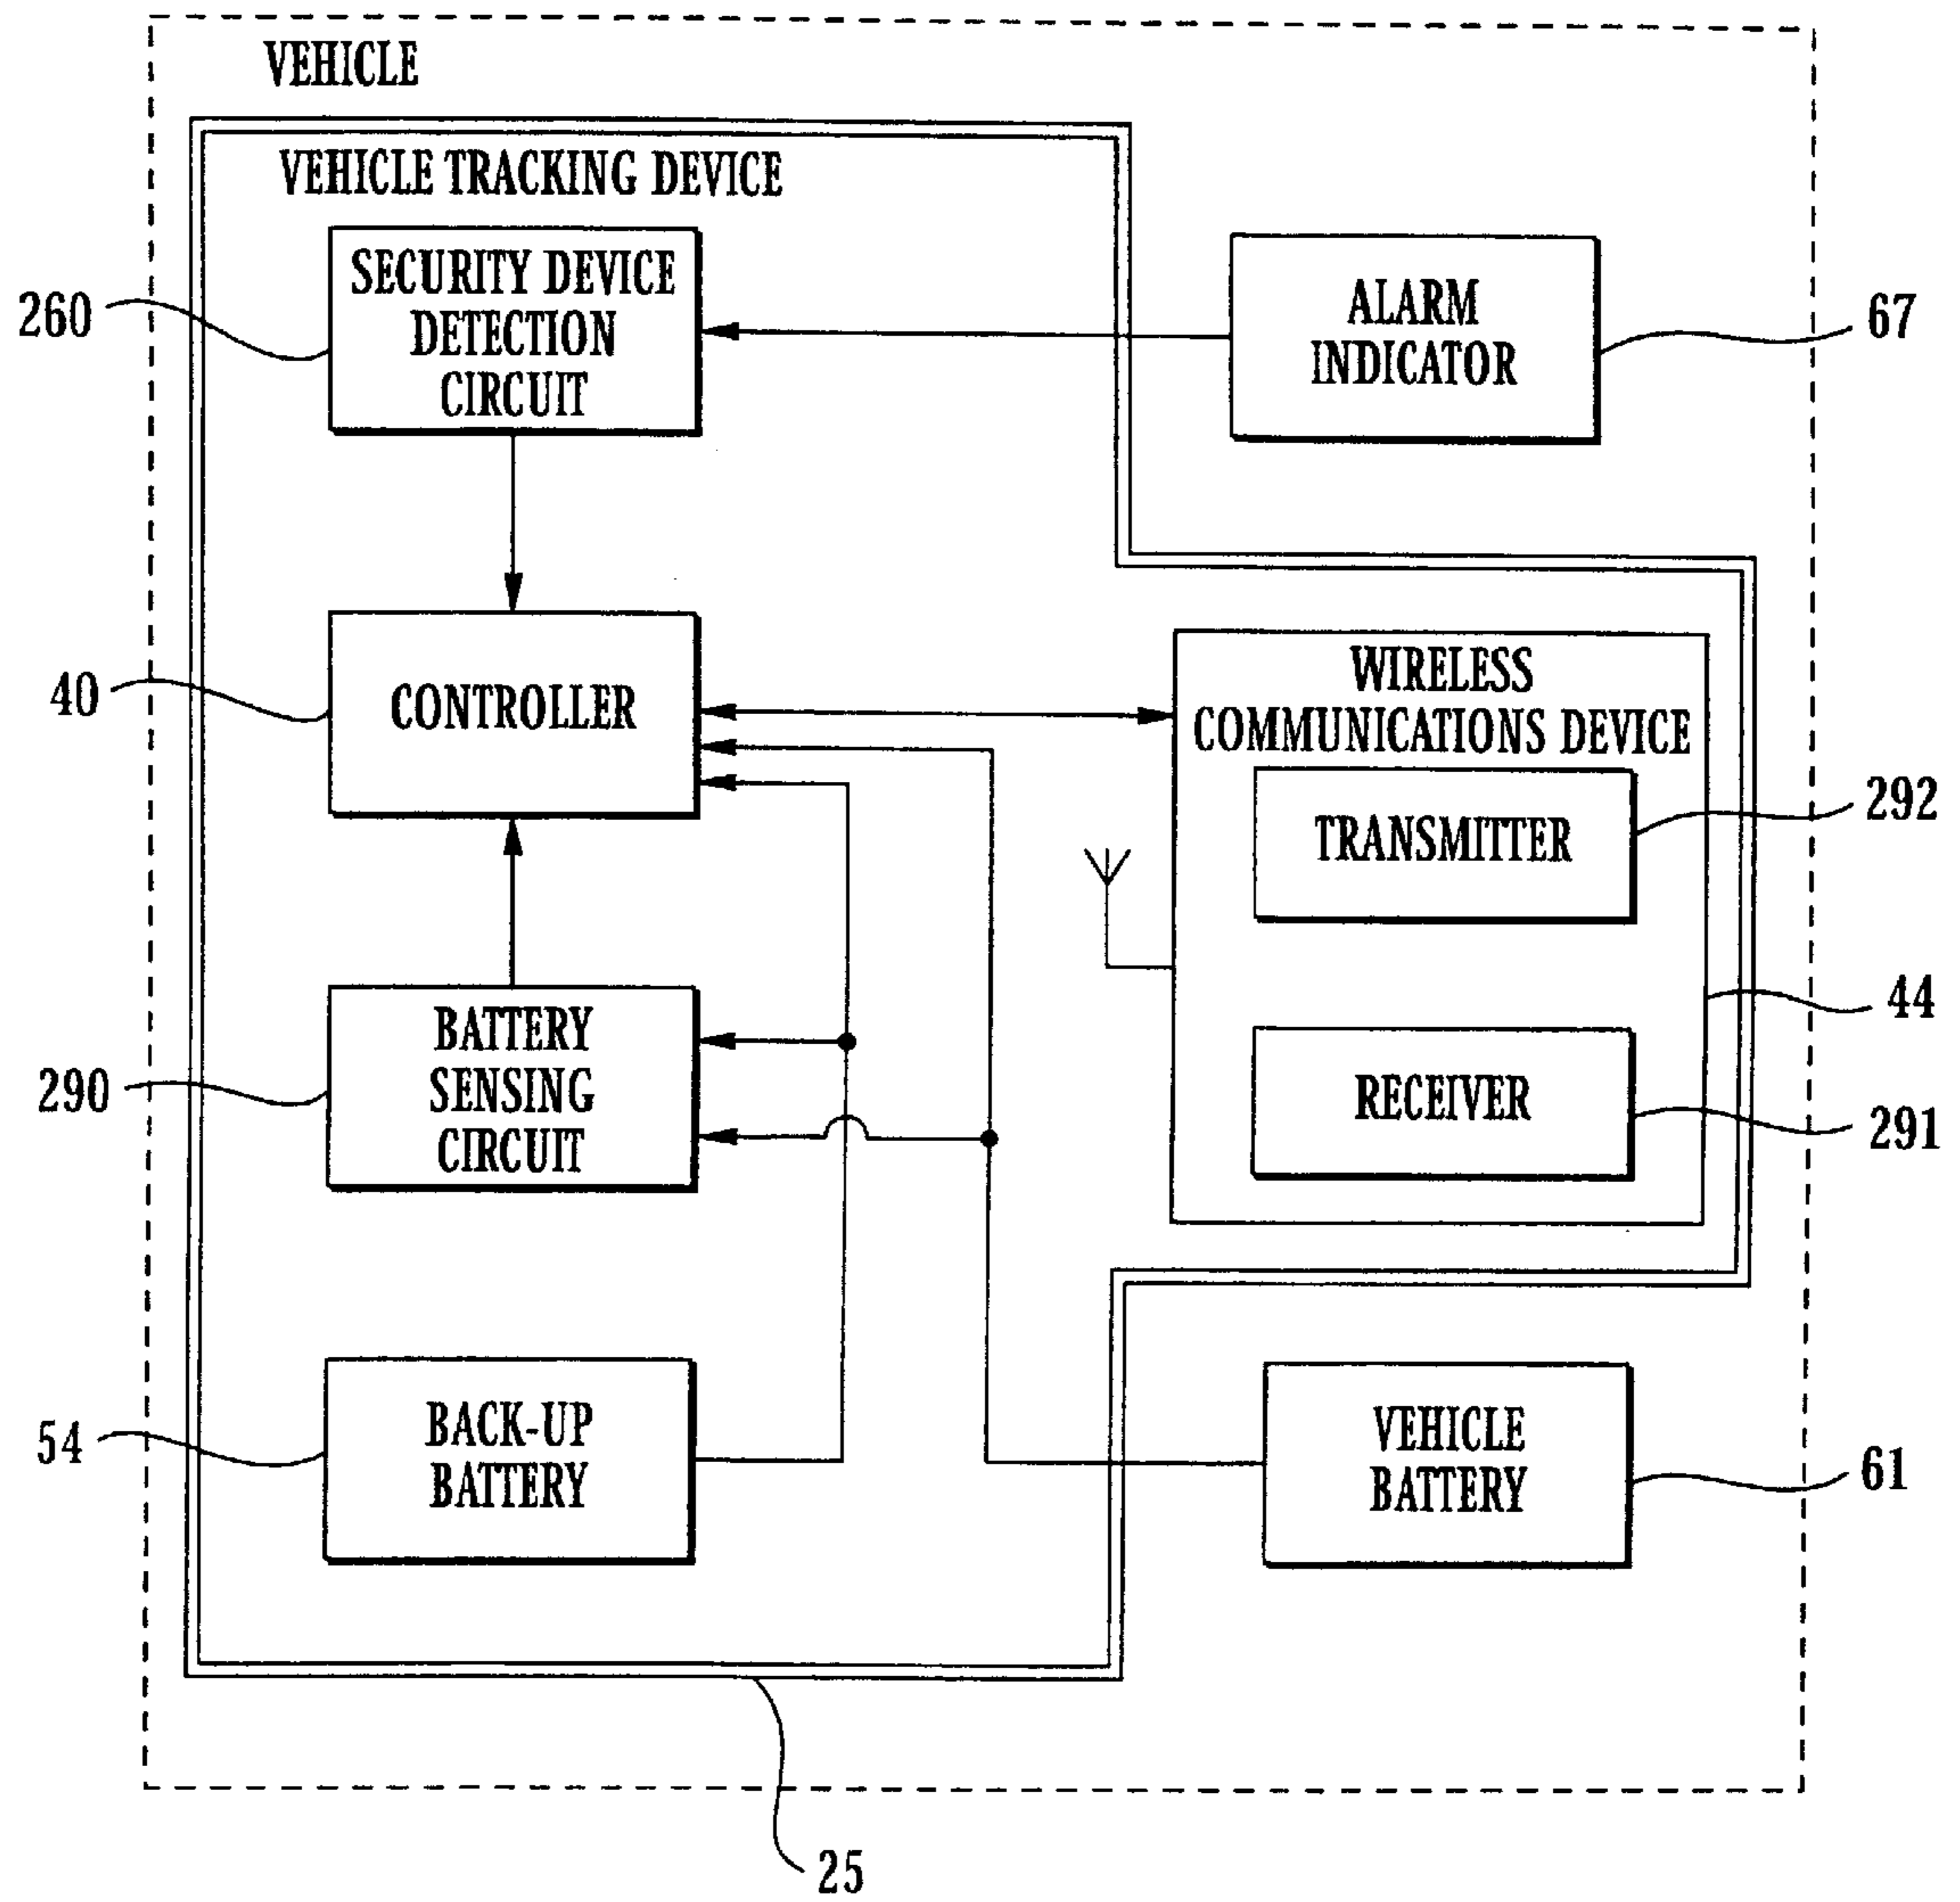 VEHICLE
VEHICLE TRACKING DEVICE
SECURITY DEVICE
DETECTION
CIRCUIT
260
ALARM
INDICATOR
67
CONTROLLER
40
WIRELESS
COMMUNICATIONS DEVICE
TRANSMITTER
292
44
BATTERY
SENSING
CIRCUIT
290
RECEIVER
291
BACK-UP
BATTERY
54
VEHICLE
BATTERY
61
25